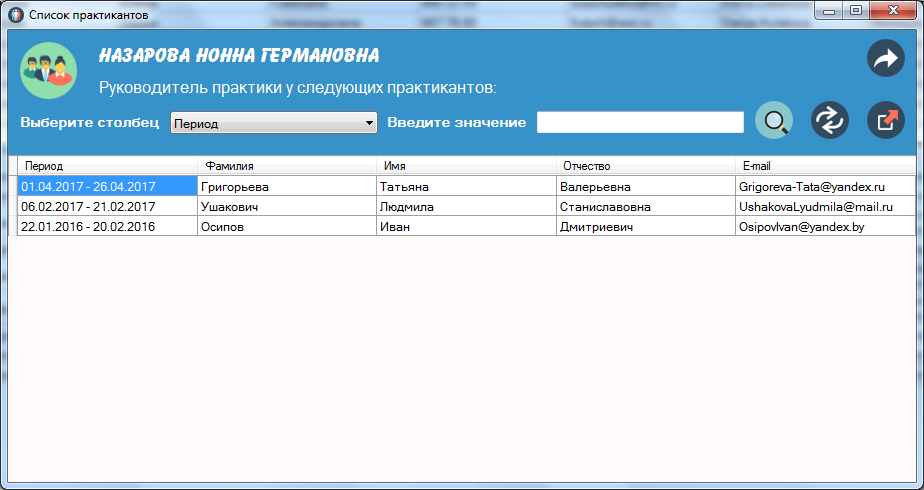 Список практикантов
НАЗАРОВА НОННА ГЕРМАНОВНА
Руководитель практики у следующих практикантов:
Выберите столбец Период Введите значение
Период Фамилия Имя Отчество E-mail
01.04.2017 - 26.04.2017 Григорьева Татьяна Валерьевна Grigoreva-Tata@yandex.ru
06.02.2017 - 21.02.2017 Ушакович Людмила Станиславовна UshakovaLyudmila@mail.ru
22.01.2016 - 20.02.2016 Осипов Иван Дмитриевич OsipovIvan@yandex.by